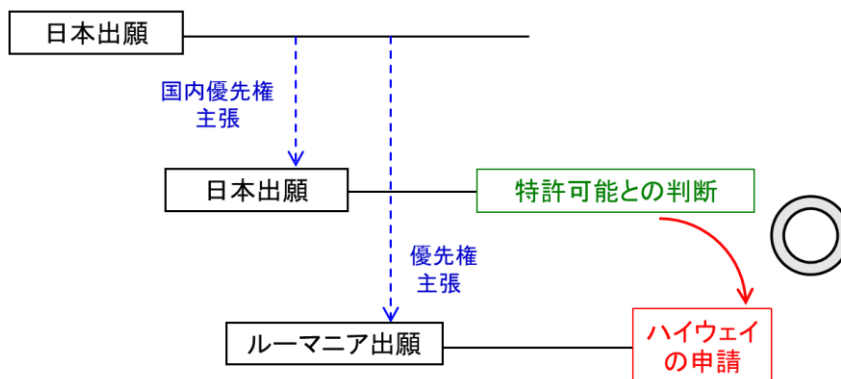 日本出願
国内優先権
主張
日本出願
特許可能との判断
優先権
主張
ルーマニア出願
ハイウェイ
の申請